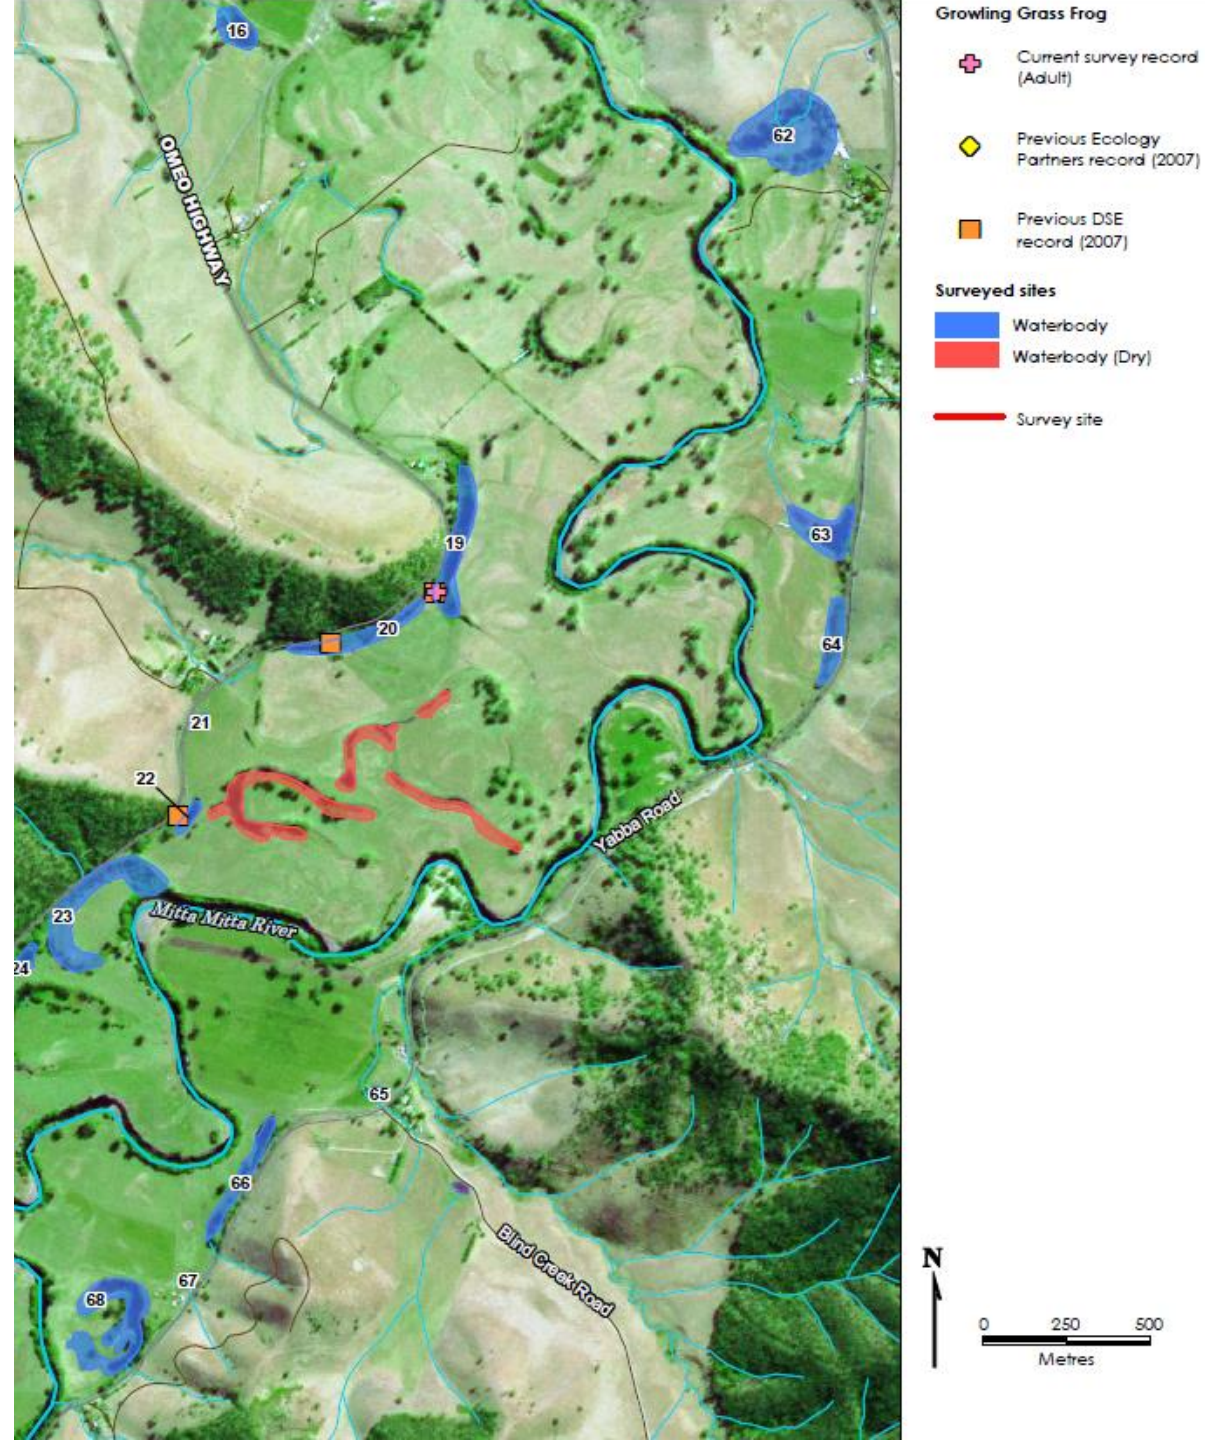 Growling Grass Frog
Current survey record
(Adult)
Previous Ecology
Partners record (2007)
Previous DSE
record (2007)
Surveyed sites
Waterbody
Waterbody (Dry)
Survey site
16
62
OMEO HIGHWAY
19
63
20
64
21
22
Yabba Road
23
Mitta Mitta River
24
65
66
67
Blind Creek Road
68
N
0 250 500
Metres